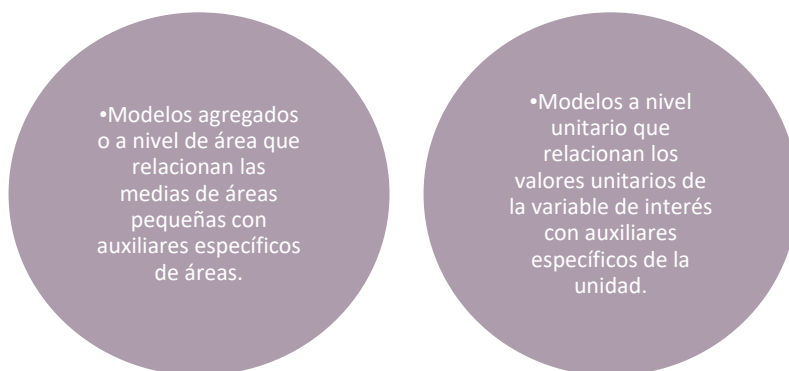 •Modelos agregados
o a nivel de área que
relacionan las
medias de áreas
pequeñas con
auxiliares específicos
de áreas.
•Modelos a nivel
unitario que
relacionan los
valores unitarios de
la variable de interés
con auxiliares
específicos de la
unidad.